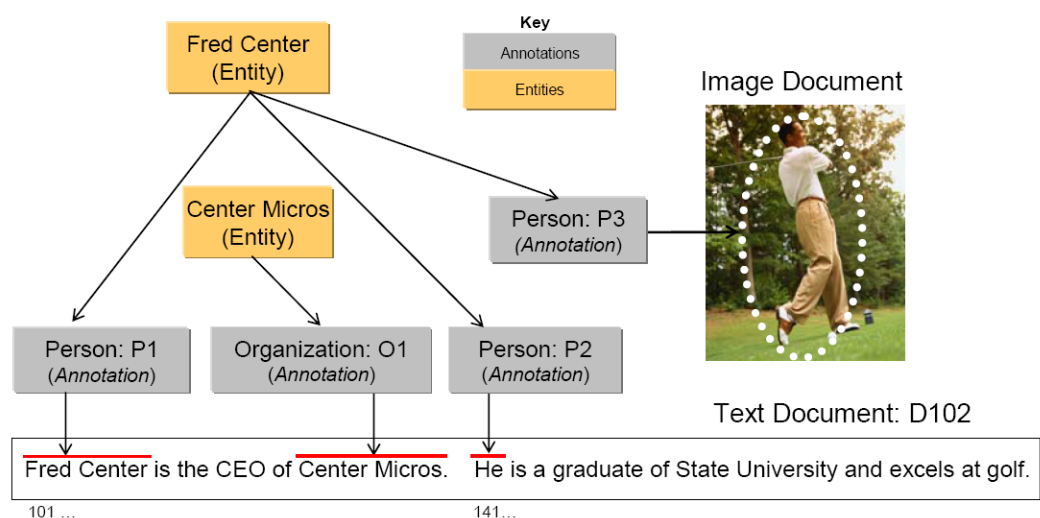 Key
Annotations
Entities
Fred Center
(Entity)
Image Document
Center Micros
(Entity)
Person: P3
(Annotation)
Person: P1
(Annotation)
Organization: O1
(Annotation)
Person: P2
(Annotation)
Text Document: D102
Fred Center is the CEO of Center Micros. He is a graduate of State University and excels at golf.
101 ...
141...